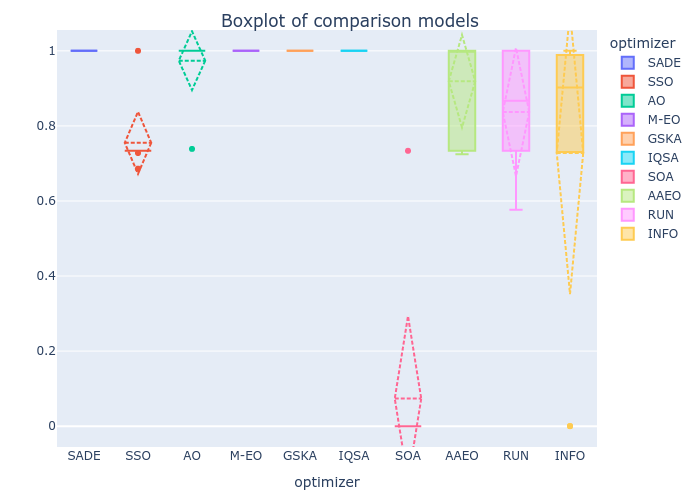 Boxplot of comparison models
optimizer
SADE
SSO
AO
M-EO
GSKA
IQSA
SOA
AAEO
RUN
INFO
1
0.8
0.6
0.4
0.2
0
SADE SSO AO M-EO GSKA IQSA SOA AAEO RUN INFO
optimizer